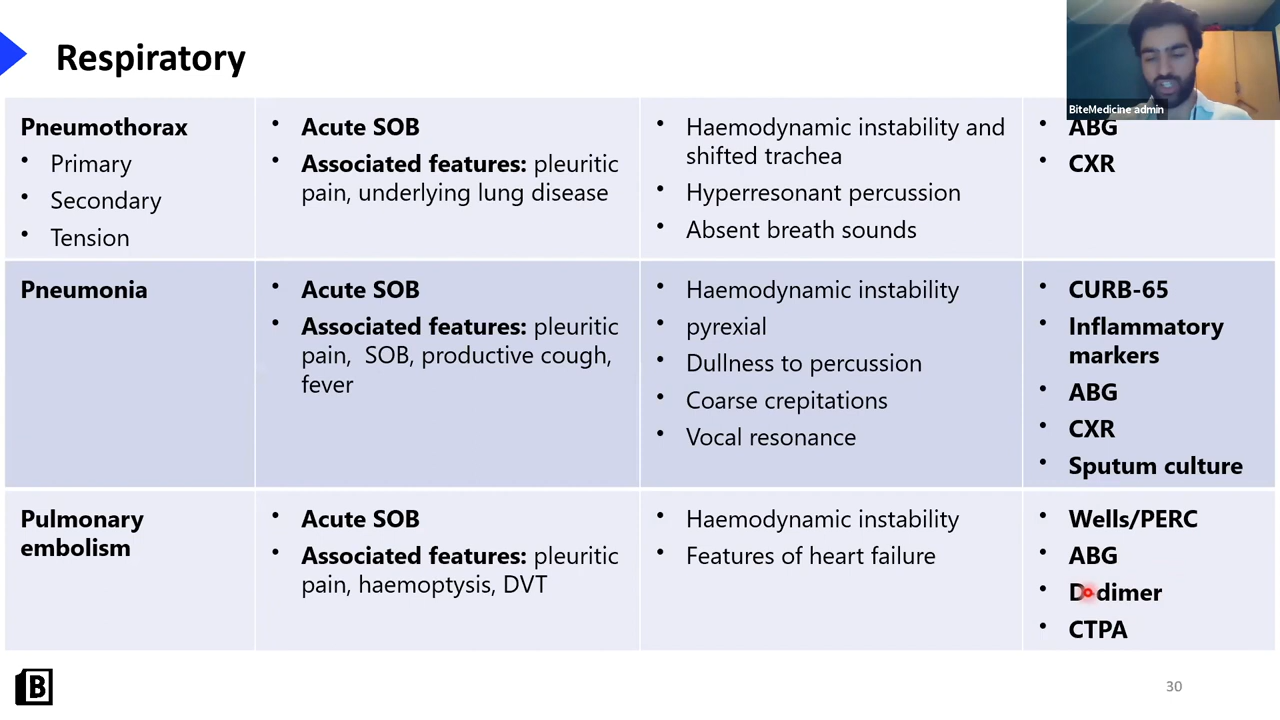 Respiratory
BiteMedicine admin
Pneumothorax
• Primary
• Secondary
• Tension
• Acute SOB
• Associated features: pleuritic
pain, underlying lung disease
• Haemodynamic instability and
shifted trachea
• Hyperresonant percussion
• Absent breath sounds
• ABG
• CXR
Pneumonia
• Acute SOB
• Associated features: pleuritic
pain, SOB, productive cough,
fever
• Haemodynamic instability
• pyrexial
• Dullness to percussion
• Coarse crepitations
• Vocal resonance
• CURB-65
• Inflammatory
markers
• ABG
• CXR
• Sputum culture
Pulmonary
embolism
• Acute SOB
• Associated features: pleuritic
pain, haemoptysis, DVT
• Haemodynamic instability
• Features of heart failure
• Wells/PERC
• ABG
• D-dimer
• CTPA
B
30